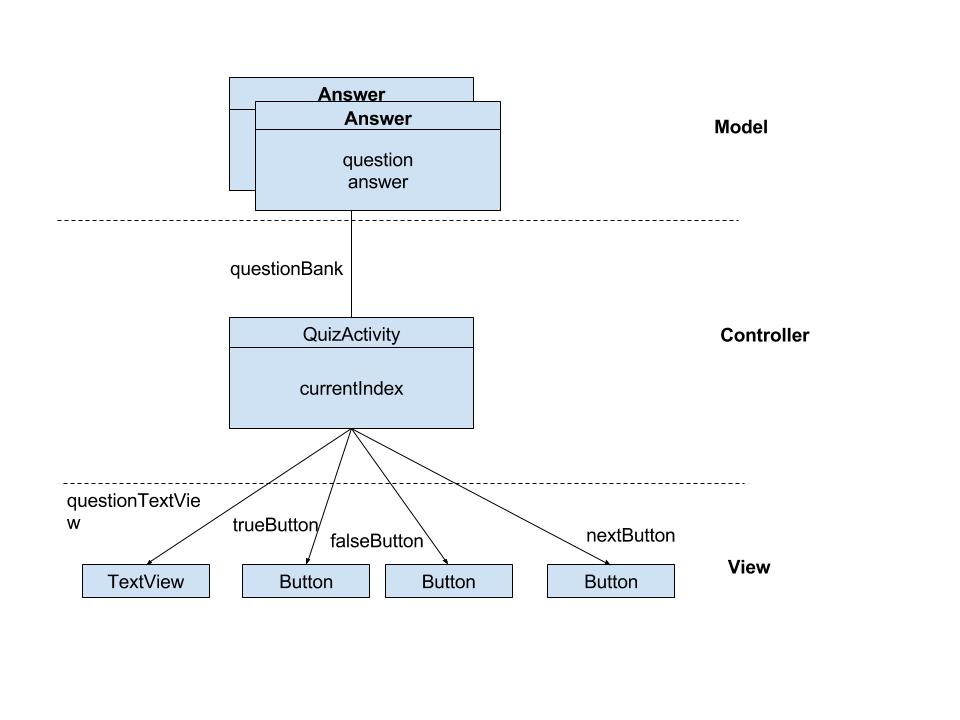 Answer
Answer
Model
question
answer
questionBank
QuizActivity
Controller
currentIndex
questionTextVie
w
trueButton
falseButton
nextButton
TextView
Button
Button
Button
View